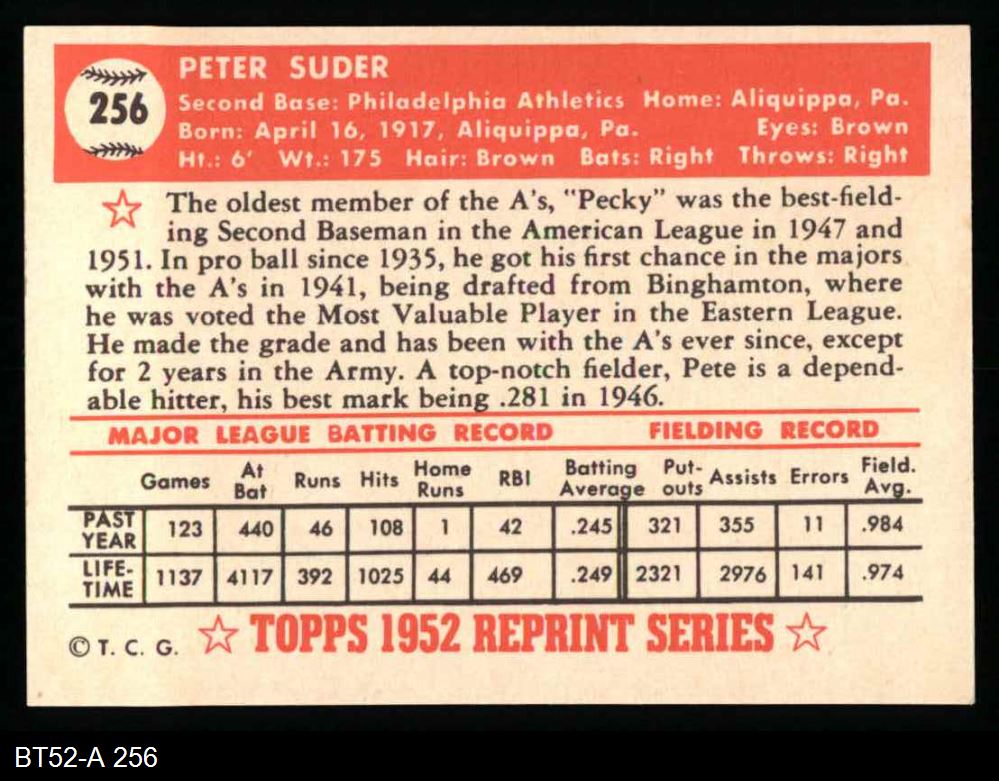 PETER SUDER
256
Second Base: Philadelphia Athletics Home: Aliquippa, Pa.
Born: April 16, 1917, Aliquippa, Pa. Eyes: Brown
Ht.: 6' Wt.: 175 Hair: Brown Bats: Right Throws: Right
The oldest member of the A's, "Pecky" was the best-field-
ing Second Baseman in the American League in 1947 and
1951. In pro ball since 1935, he got his first chance in the majors
with the A's in 1941, being drafted from Binghamton, where
he was voted the Most Valuable Player in the Eastern League.
He made the grade and has been with the A's ever since, except
for 2 years in the Army. A top-notch fielder, Pete is a depend-
able hitter, his best mark being .281 in 1946.
MAJOR LEAGUE BATTING RECORD FIELDING RECORD
Games At Bat Runs Hits Home Runs RBI Batting Average Put-outs Assists Errors Field. Avg.
PAST YEAR 123 440 46 108 1 42 .245 321 355 11 .984
LIFE-TIME 1137 4117 392 1025 44 469 .249 2321 2976 141 .974
© T. C. G. TOPPS 1952 REPRINT SERIES
BT52-A 256